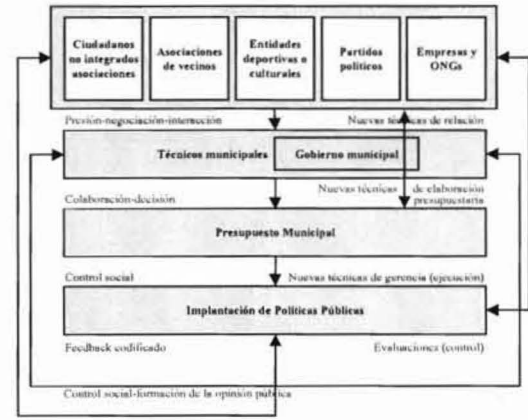 Ciudadanos
no integrados
asociaciones
Asociaciones
de vecinos
Entidades
deportivas o
culturales
Partidos
políticos
Empresas y
ONGs
Presión-negociación-interacción
Nuevas técnicas de relación
Técnicos municipales
Gobierno municipal
Colaboración-decisión
Nuevas técnicas de elaboración
presupuestaria
Presupuesto Municipal
Control social
Nuevas técnicas de gerencia (ejecución)
Implantación de Políticas Públicas
Feedback codificado
Evaluaciones (control)
Control social-formación de la opinión pública